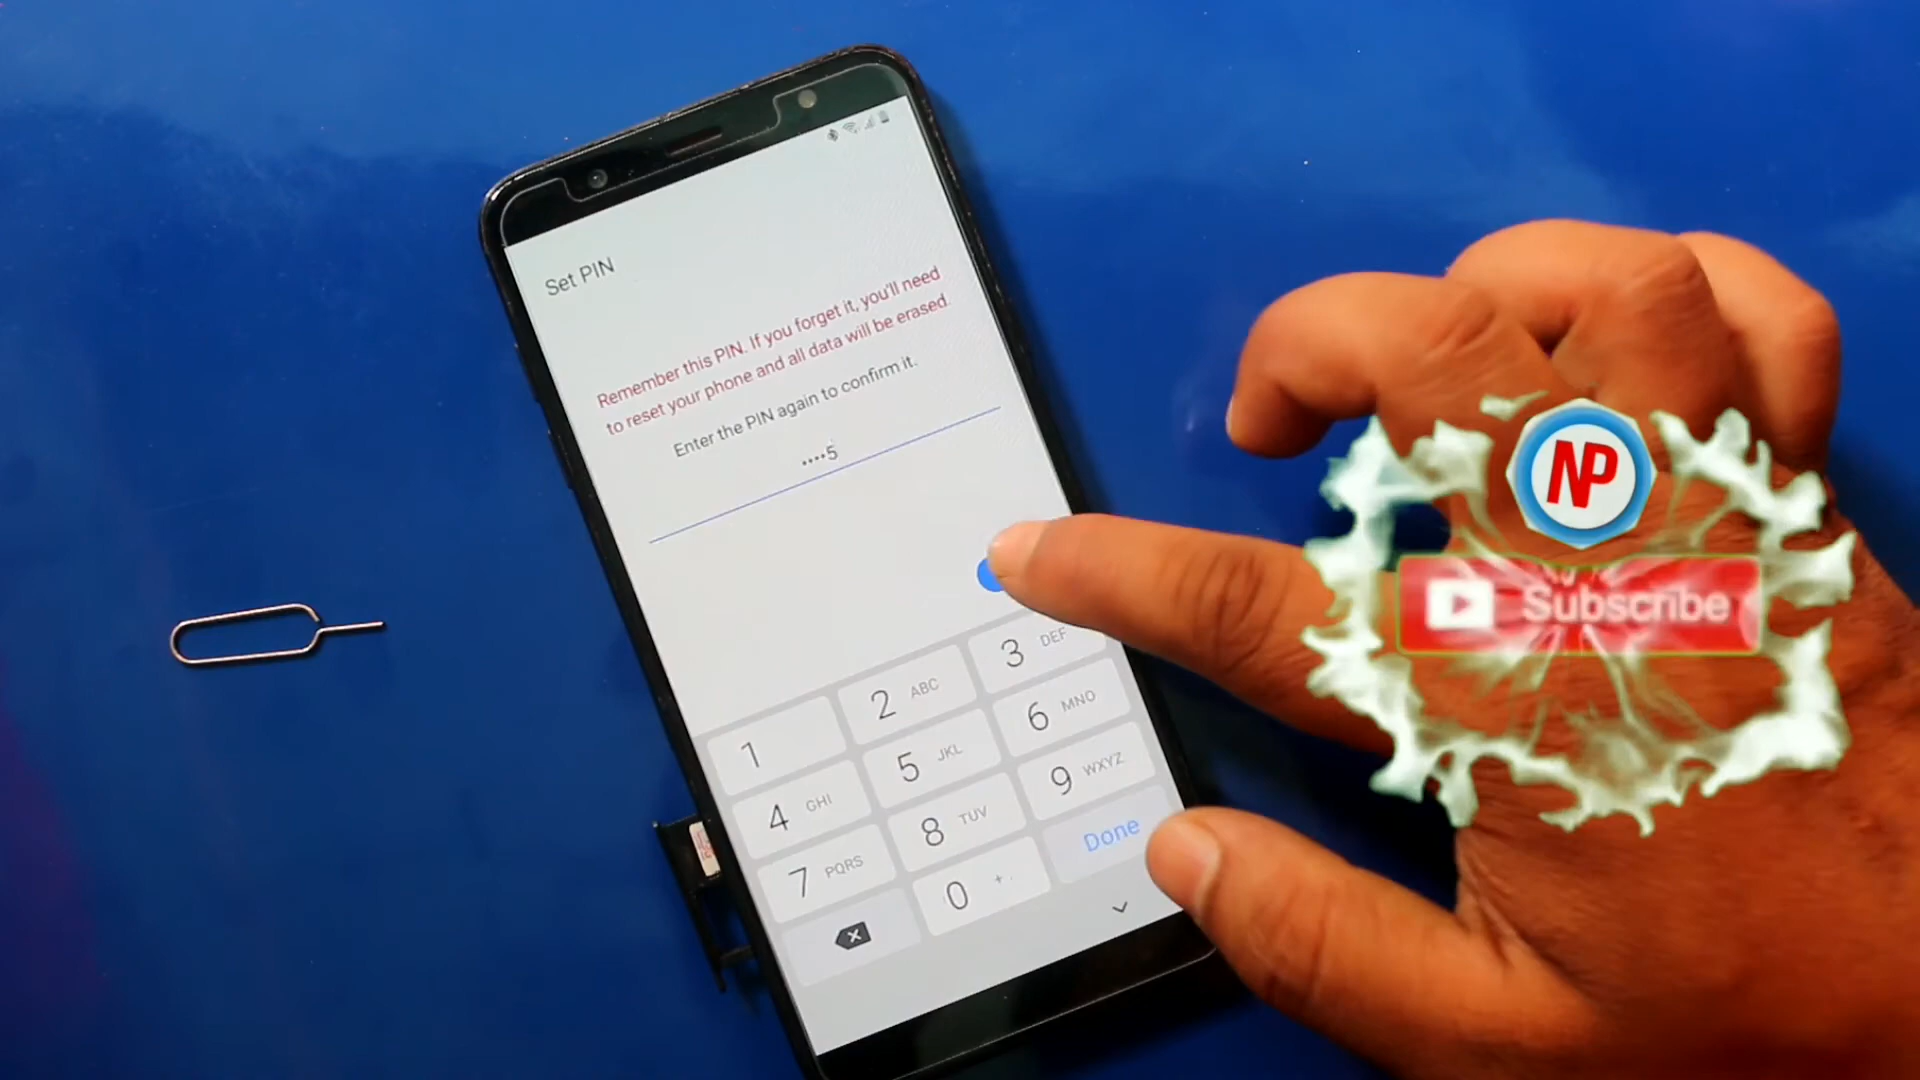 Set PIN
Remember this PIN. If you forget it, you'll need
to reset your phone and all data will be erased.
Enter the PIN again to confirm it.
••••5
1
2 ABC
3 DEF
4 GHI
5 JKL
6 MNO
7 PQRS
8 TUV
9 WXYZ
0 + .
Done
NP
Subscribe